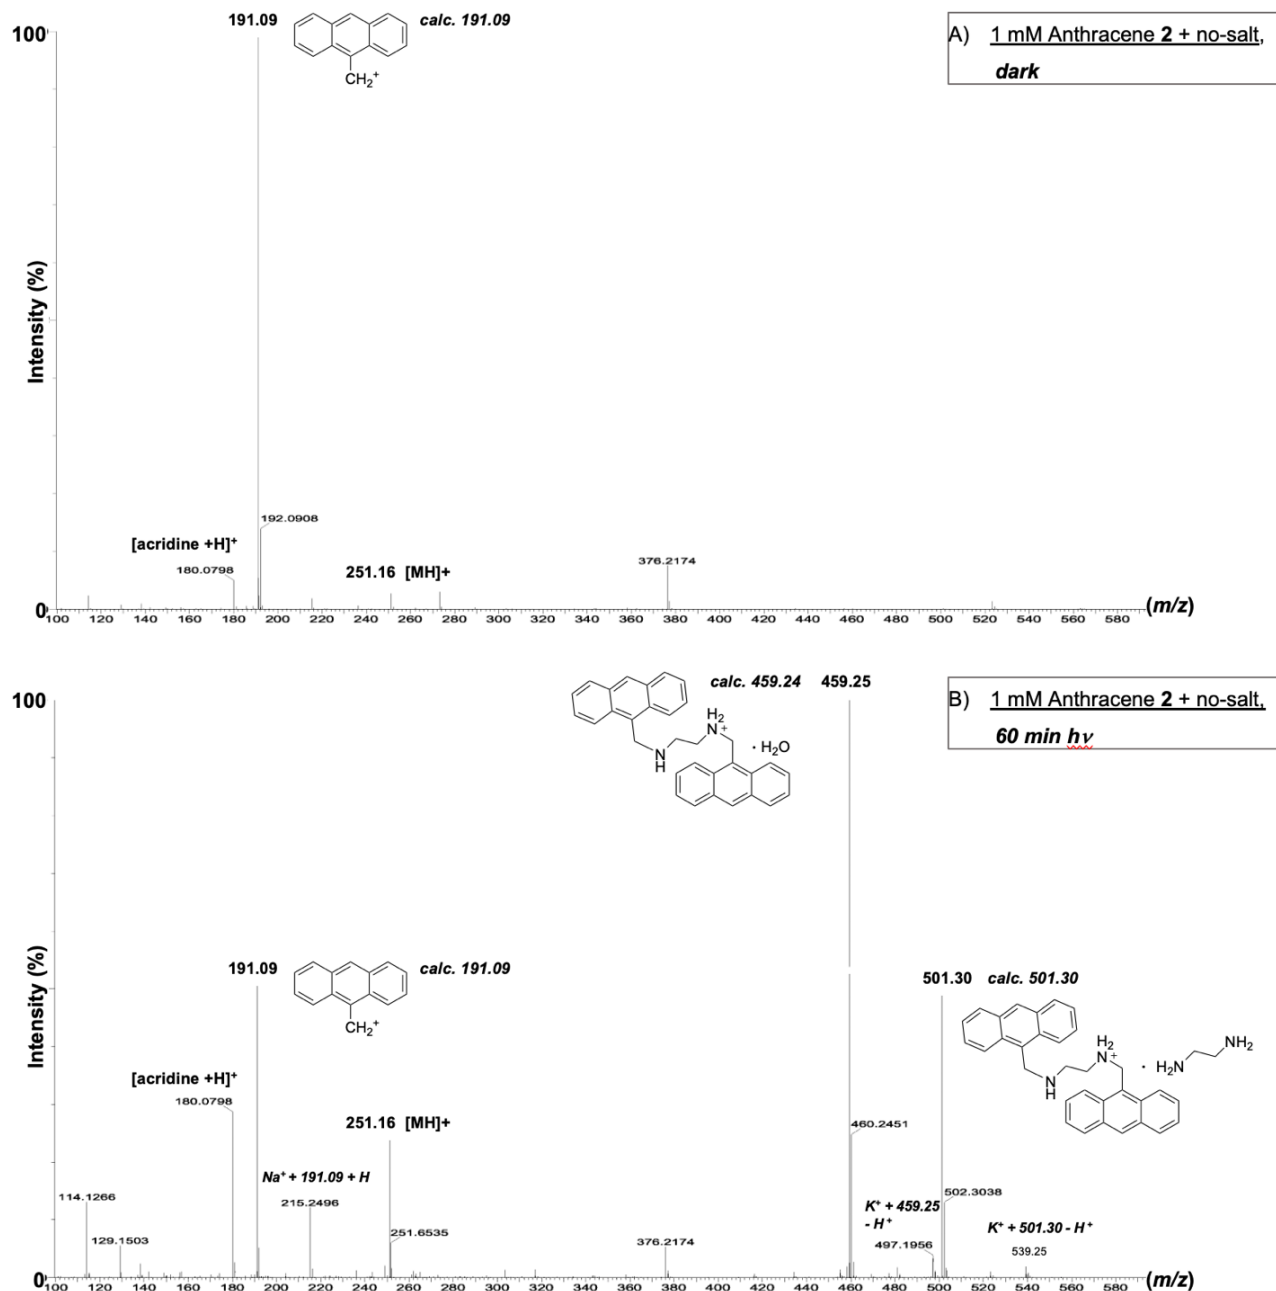 191.09
calc. 191.09
CH2+
A) 1 mM Anthracene 2 + no-salt,
dark
100
Intensity (%)
192.0908
[acridine +H]+
180.0798
251.16 [MH]+
376.2174
0
(m/z)
100 120 140 160 180 200 220 240 260 280 300 320 340 360 380 400 420 440 460 480 500 520 540 560 580
calc. 459.24 459.25
B) 1 mM Anthracene 2 + no-salt,
60 min hν
100
H2
N
+
N
H
· H2O
191.09
calc. 191.09
CH2+
501.30 calc. 501.30
Intensity (%)
[acridine +H]+
180.0798
251.16 [MH]+
H2
N
+
N
H
· H2N
NH2
460.2451
Na+ + 191.09 + H
215.2496
114.1266
129.1503
251.6535
376.2174
K+ + 459.25
- H+
497.1956
502.3038
K+ + 501.30 - H+
539.25
0
(m/z)
100 120 140 160 180 200 220 240 260 280 300 320 340 360 380 400 420 440 460 480 500 520 540 560 580